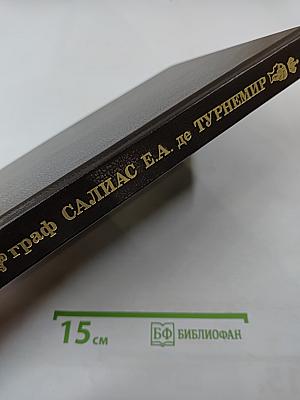 граф САЛИАС Е.А. де ТУРНЕМИР
15 см
БФ БИБЛИОФАН